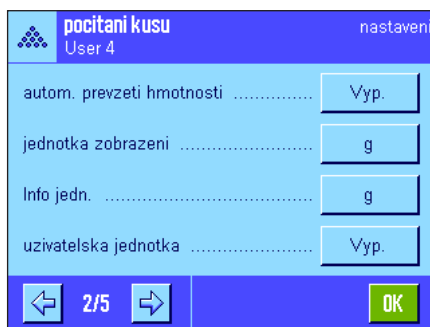 pocitani kusu
User 4
nastaveni
autom. prevzeti hmotnosti .............. Vyp.
jednotka zobrazeni ....................... g
Info jedn. .................................... g
uzivatelska jednotka ..................... Vyp.
2/5
OK